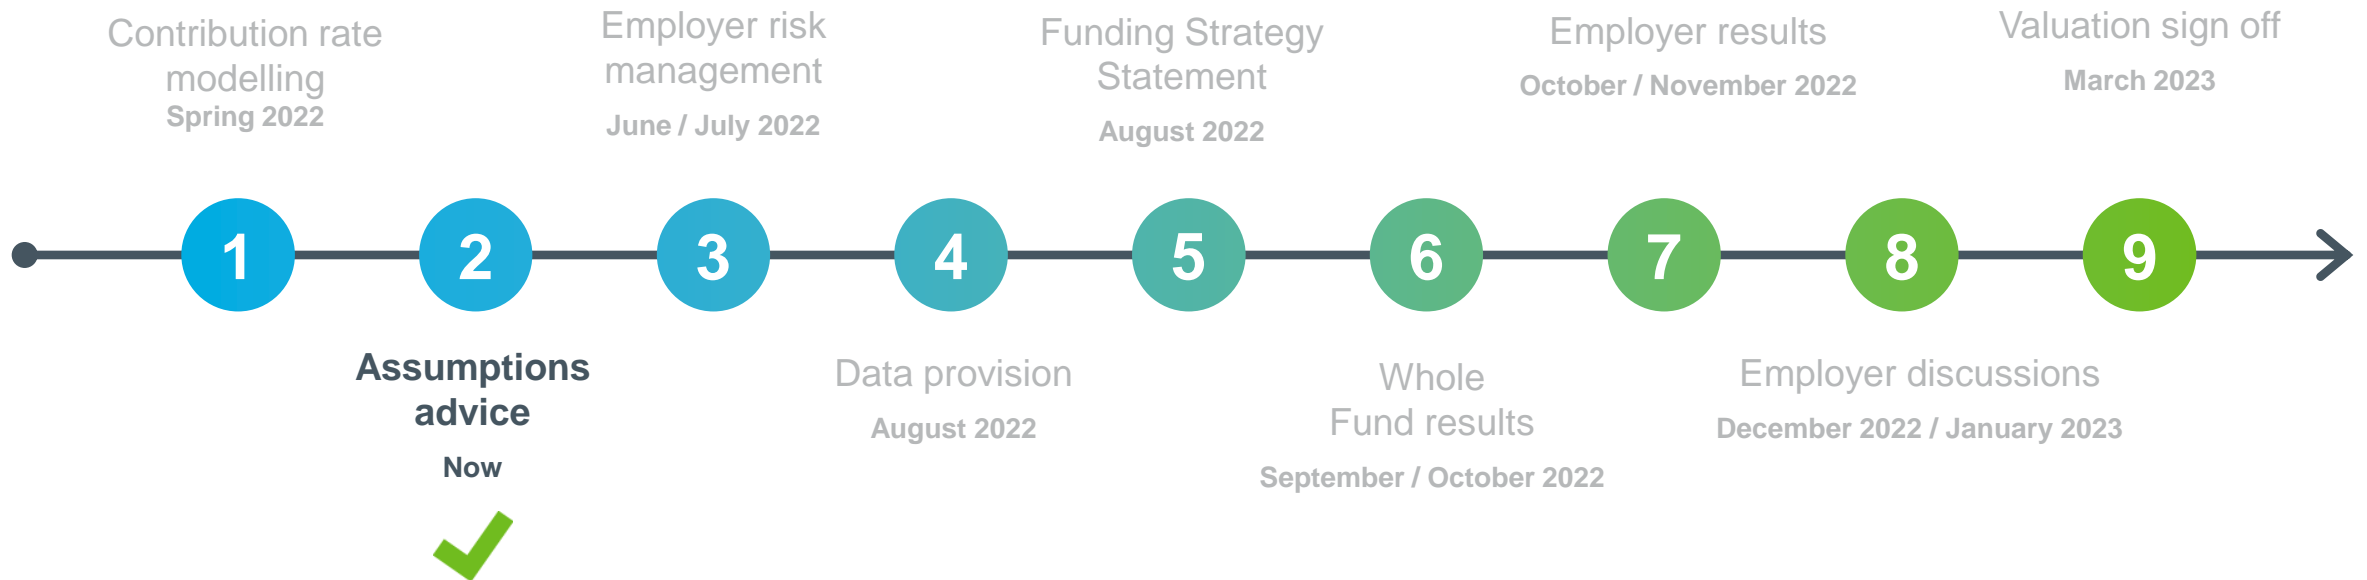 Contribution rate
modelling
Spring 2022
Employer risk
management
June / July 2022
Funding Strategy
Statement
August 2022
Employer results
October / November 2022
Valuation sign off
March 2023
1
2
3
4
5
6
7
8
9
Assumptions
advice
Now
Data provision
August 2022
Whole
Fund results
September / October 2022
Employer discussions
December 2022 / January 2023